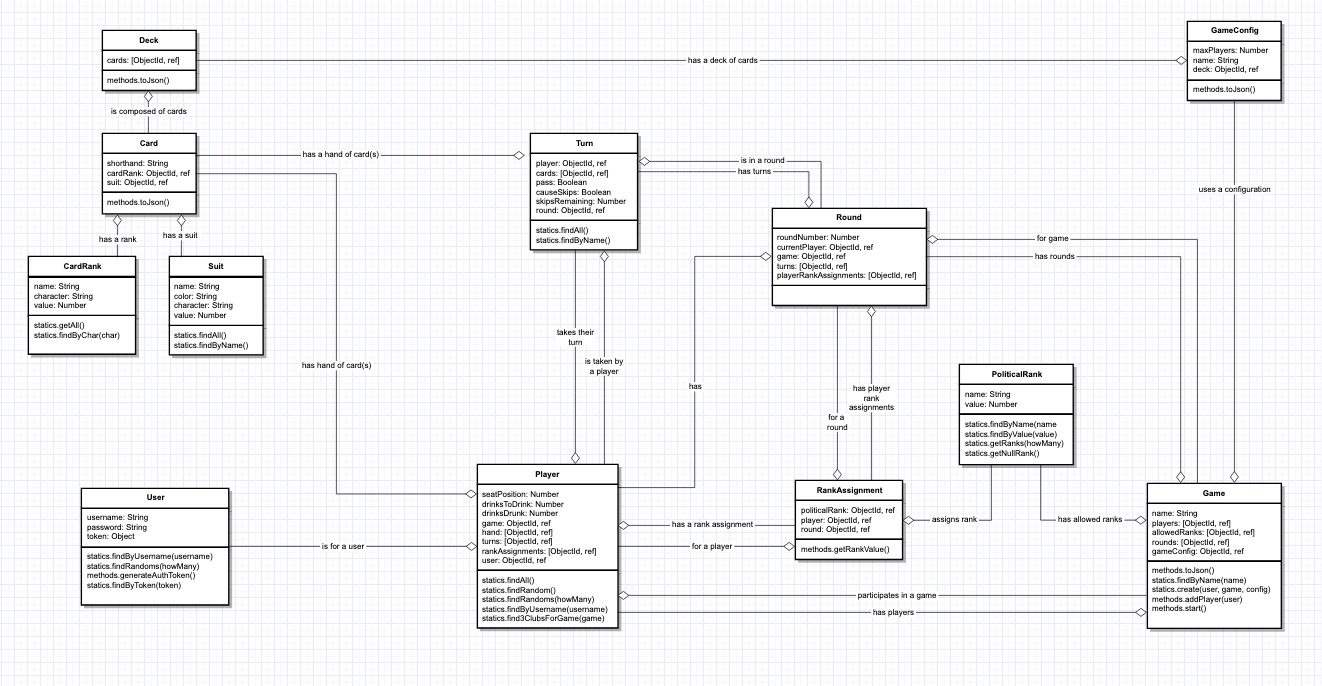 Deck
cards: [ObjectId, ref]
methods.toJson()
has a deck of cards
GameConfig
maxPlayers: Number
name: String
deck: ObjectId, ref
methods.toJson()
is composed of cards
Card
shorthand: String
cardRank: ObjectId, ref
suit: ObjectId, ref
methods.toJson()
has a hand of card(s)
Turn
player: ObjectId, ref
cards: [ObjectId, ref]
pass: Boolean
causeSkips: Boolean
skipsRemaining: Number
round: ObjectId, ref
statics.findAll()
statics.findByName()
is in a round
has turns
uses a configuration
has a rank
has a suit
CardRank
name: String
character: String
value: Number
statics.getAll()
statics.findByChar(char)
Suit
name: String
color: String
character: String
value: Number
statics.findAll()
statics.findByName()
Round
roundNumber: Number
currentPlayer: ObjectId, ref
game: ObjectId, ref
turns: [ObjectId, ref]
playerRankAssignments: [ObjectId, ref]
for game
has rounds
has hand of card(s)
takes their
turn
is taken by
a player
has
for a
round
has player
rank
assignments
PoliticalRank
name: String
value: Number
statics.findByName(name
statics.findByValue(value)
statics.getRanks(howMany)
statics.getNullRank()
User
username: String
password: String
token: Object
statics.findByUsername(username)
statics.findRandoms(howMany)
methods.generateAuthToken()
statics.findByToken(token)
is for a user
Player
seatPosition: Number
drinksToDrink: Number
drinksDrunk: Number
game: ObjectId, ref
hand: [ObjectId, ref]
turns: [ObjectId, ref]
rankAssignments: [ObjectId, ref]
user: ObjectId, ref
statics.findAll()
statics.findRandom()
statics.findRandoms(howMany)
statics.findByUsername(username)
statics.find3ClubsForGame(game)
has a rank assignment
for a player
RankAssignment
politicalRank: ObjectId, ref
player: ObjectId, ref
round: ObjectId, ref
methods.getRankValue()
assigns rank
has allowed ranks
Game
name: String
players: [ObjectId, ref]
allowedRanks: [ObjectId, ref]
rounds: [ObjectId, ref]
gameConfig: ObjectId, ref
methods.toJson()
statics.findByName(name)
statics.create(user, game, config)
methods.addPlayer(user)
methods.start()
participates in a game
has players